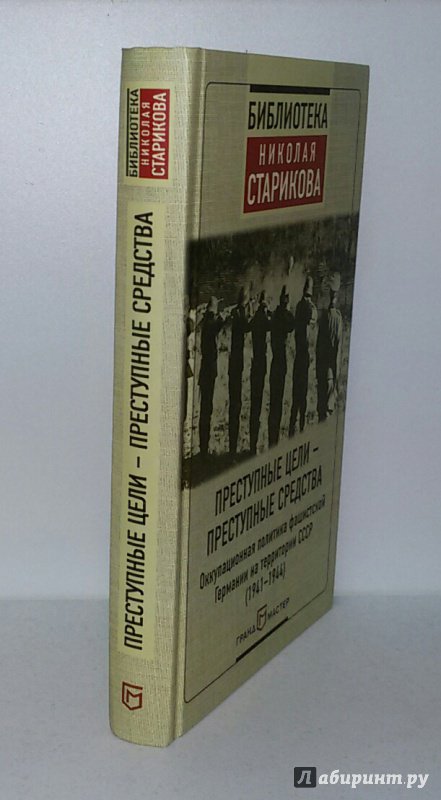 БИБЛИОТЕКА
НИКОЛАЯ
СТАРИКОВА
ПРЕСТУПНЫЕ ЦЕЛИ – ПРЕСТУПНЫЕ СРЕДСТВА
БИБЛИОТЕКА
НИКОЛАЯ
СТАРИКОВА
ПРЕСТУПНЫЕ ЦЕЛИ –
ПРЕСТУПНЫЕ СРЕДСТВА
Оккупационная политика фашистской
Германии на территории СССР
(1941–1944)
ГРАНД МАСТЕР
Лабиринт.ру